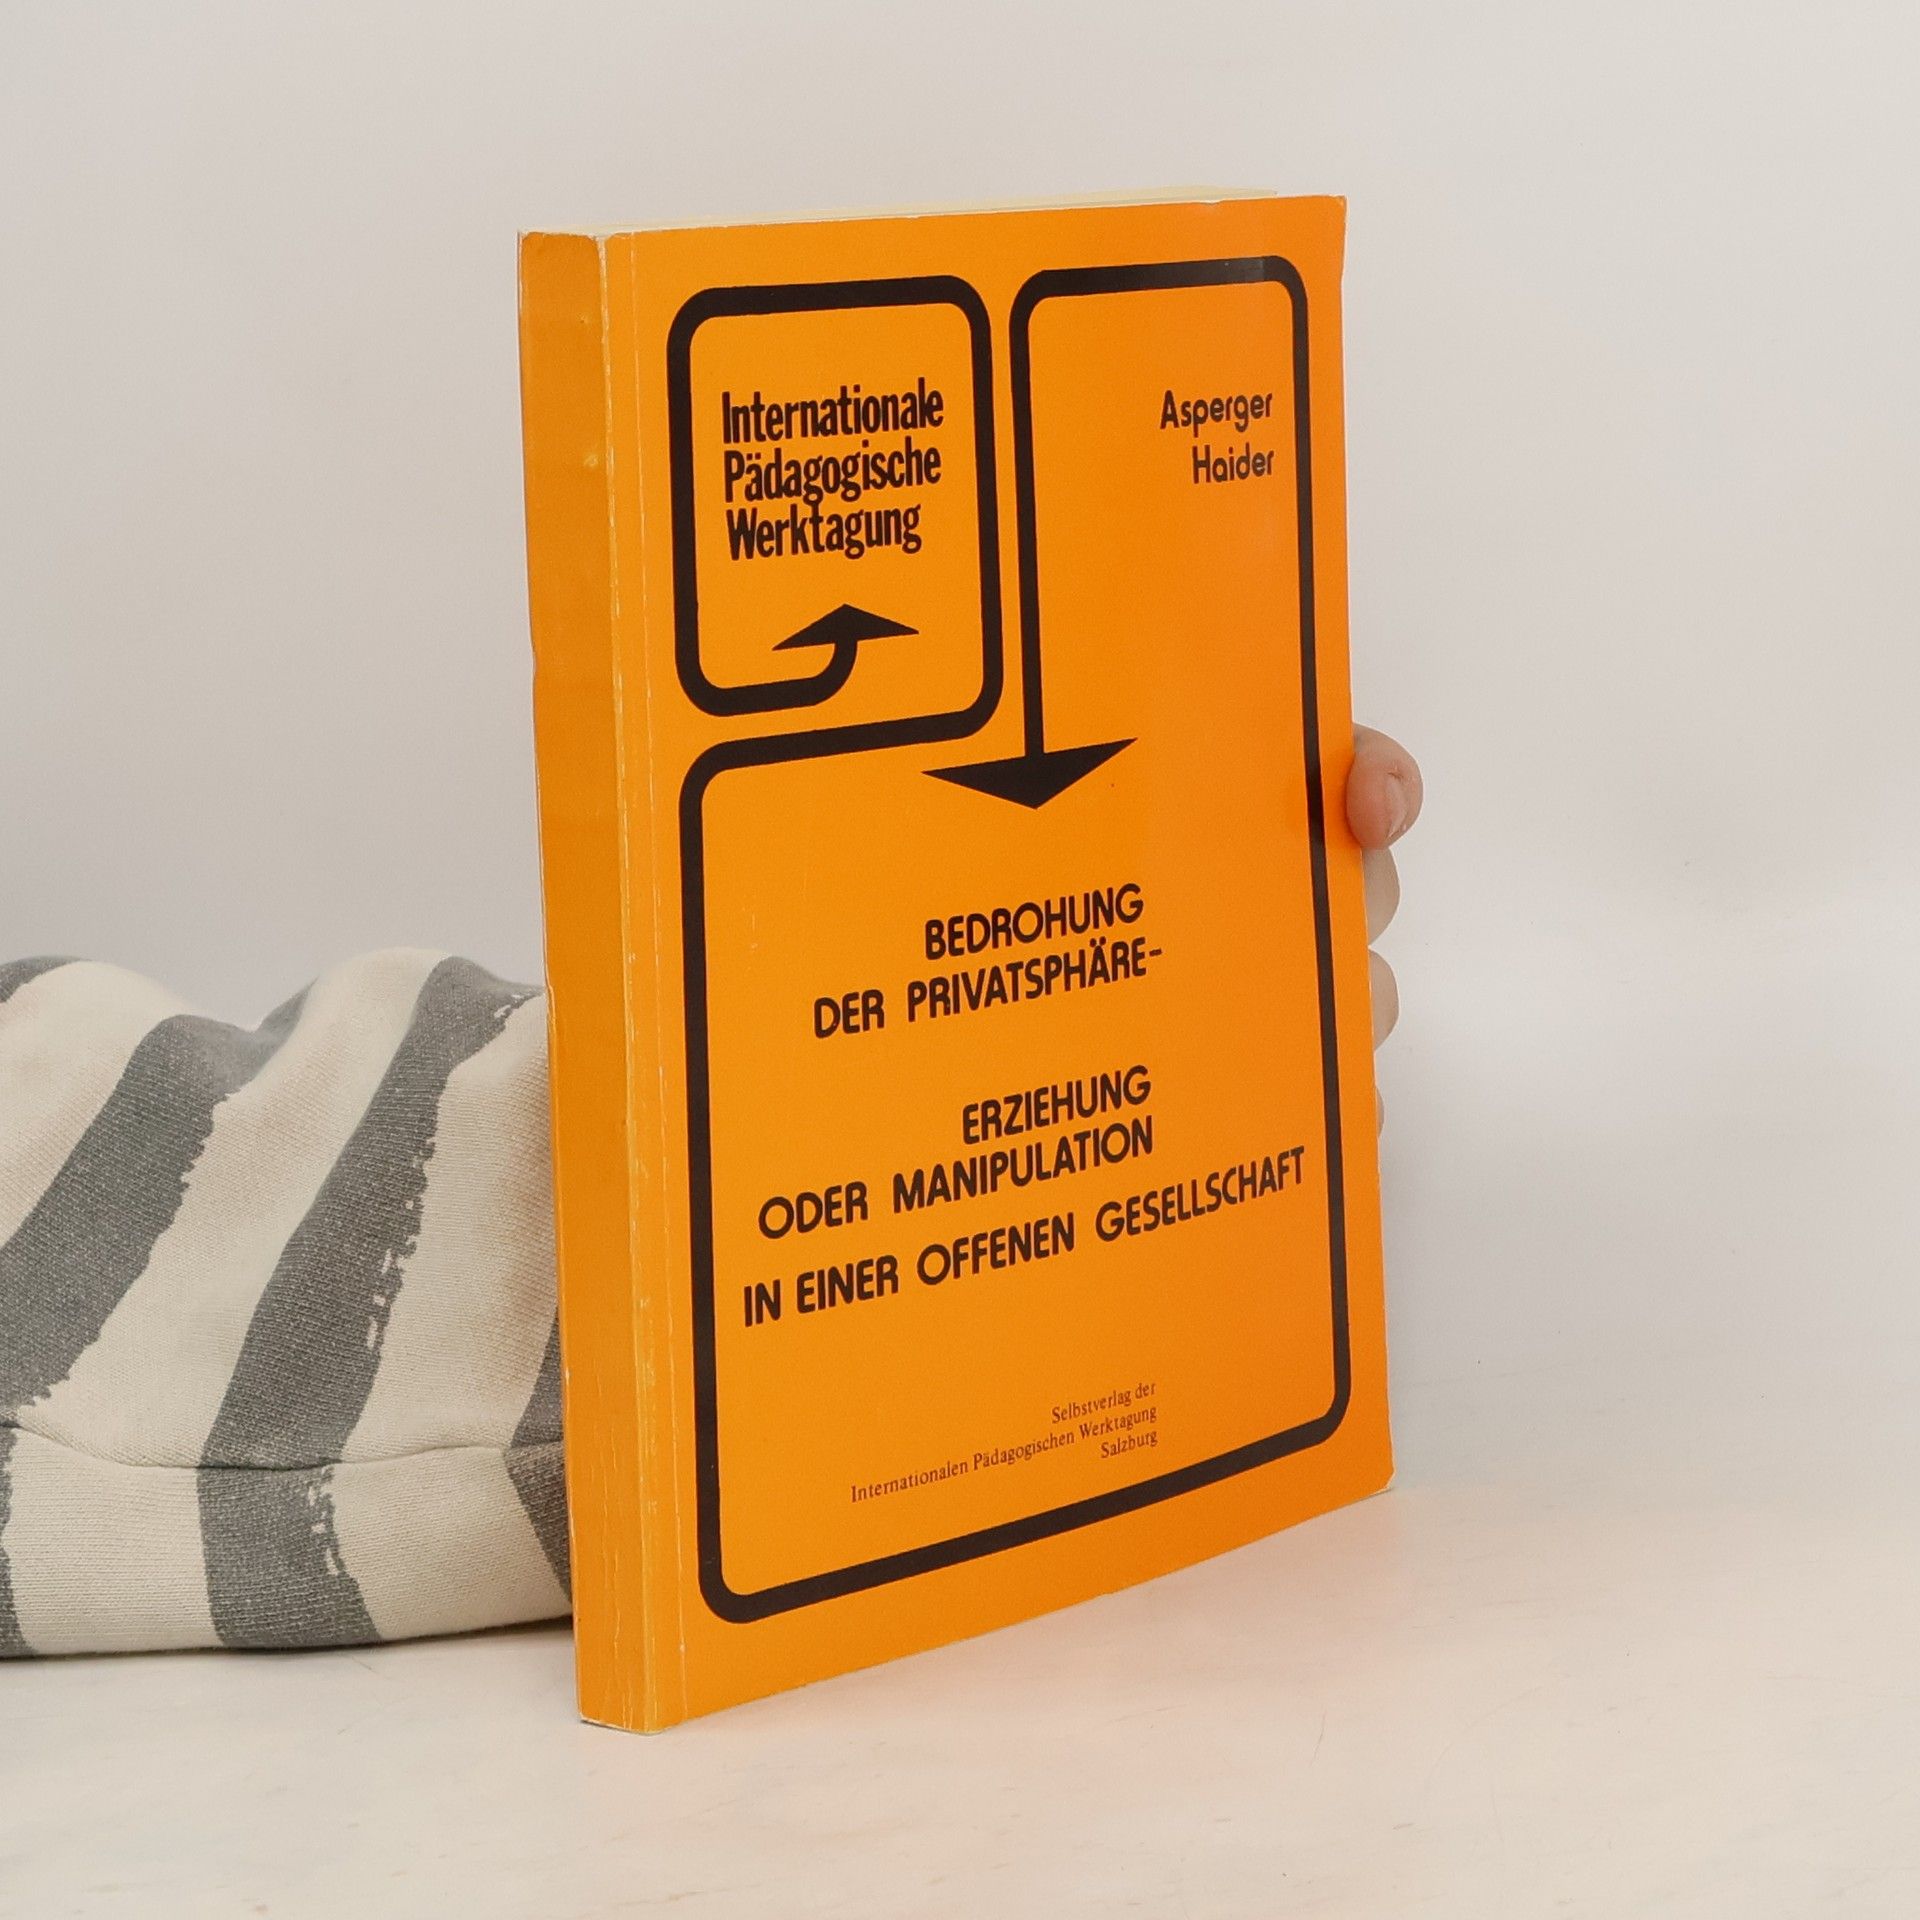 Internationale
Pädagogische
Werktagung
Asperger
Haider
BEDROHUNG
DER PRIVATSPHÄRE-
ERZIEHUNG
ODER MANIPULATION
IN EINER OFFENEN GESELLSCHAFT
Selbstverlag der
Internationalen Pädagogischen Werktagung
Salzburg